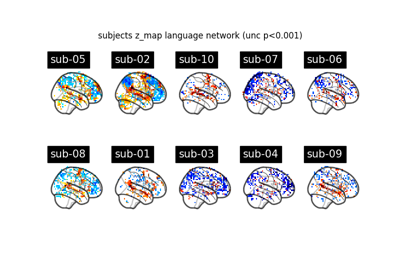 subjects z_map language network (unc p<0.001)
sub-05 sub-02 sub-10 sub-07 sub-06
sub-08 sub-01 sub-03 sub-04 sub-09